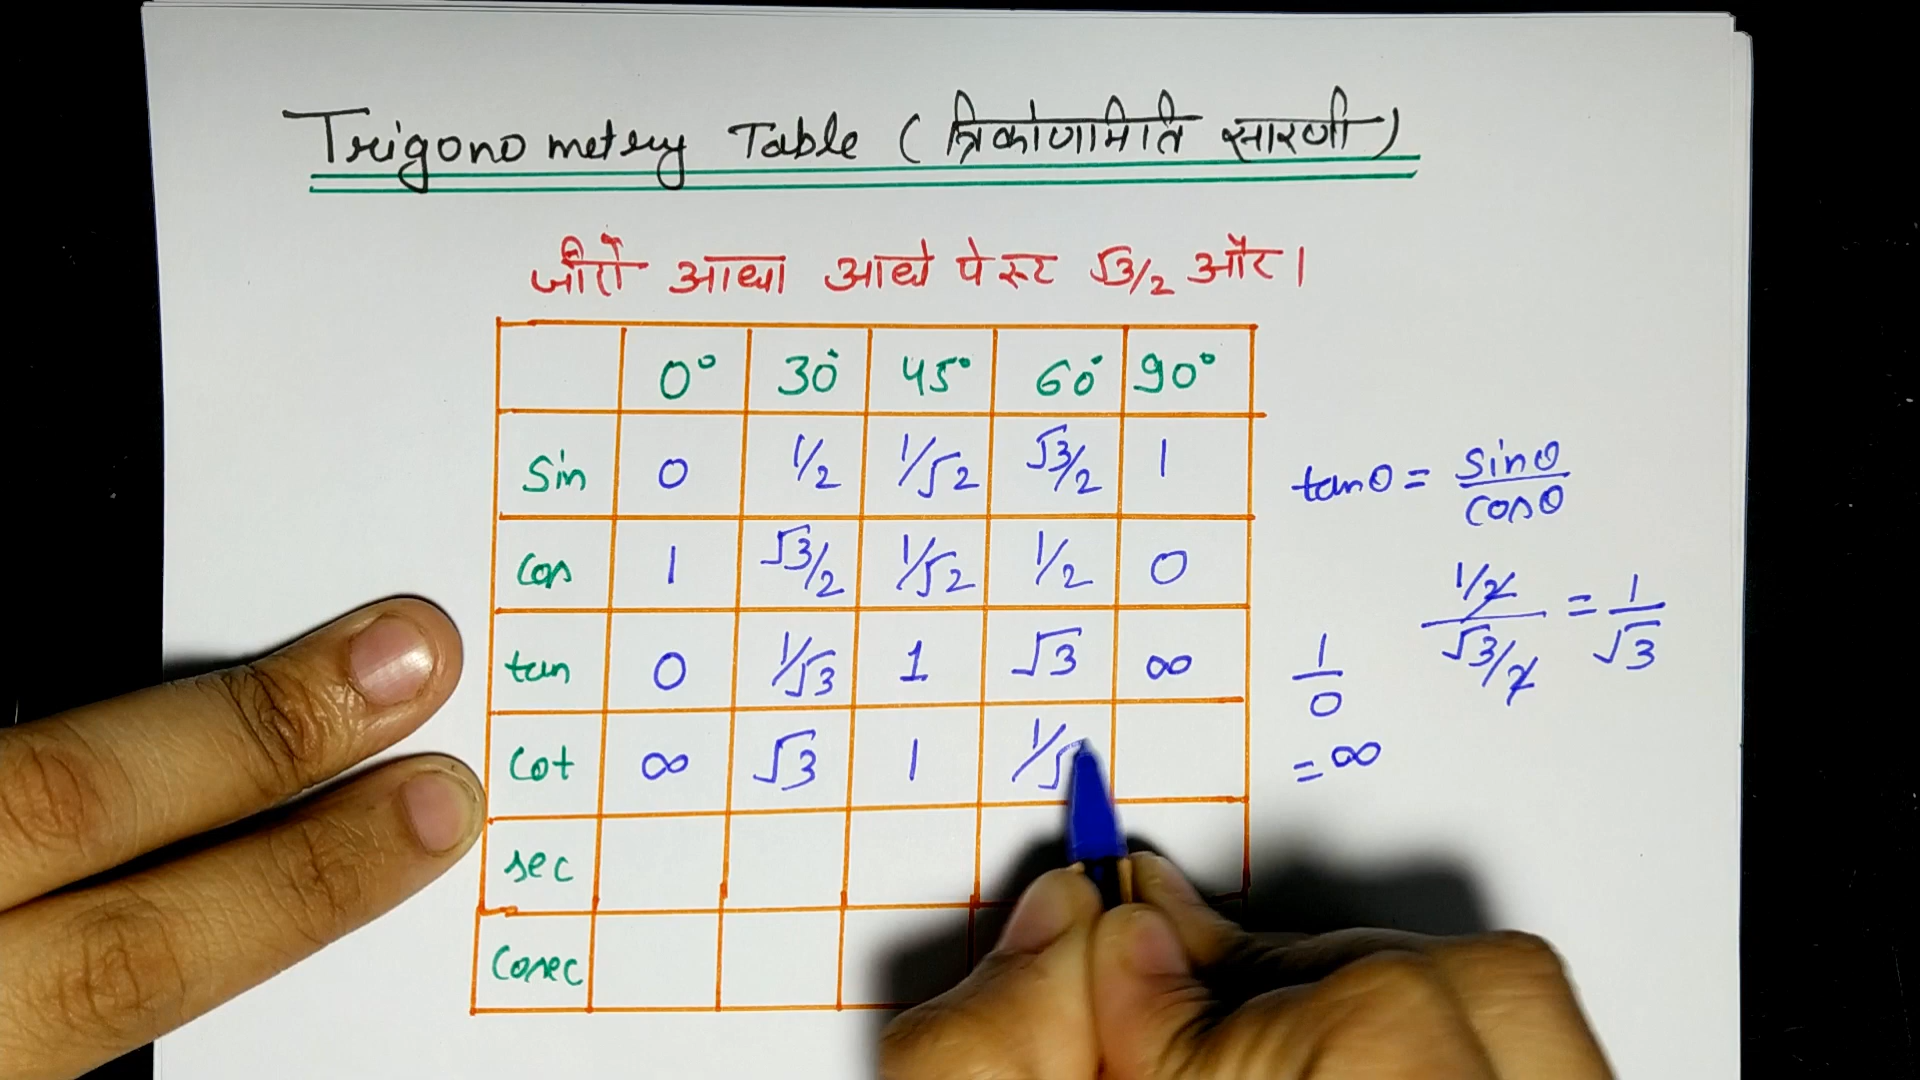 Trigonometry Table (त्रिकोणामिति सारणी)
जीरो आधा आधे पे रूट √3/2 और 1
0° 30° 45° 60° 90°
Sin 0 1/2 1/√2 √3/2 1
Cos 1 √3/2 1/√2 1/2 0
tan 0 1/√3 1 √3 ∞
Cot ∞ √3 1 1/√
sec
Cosec
tanθ = sinθ/cosθ
1/2 / √3/2 = 1/√3
1/0
= ∞